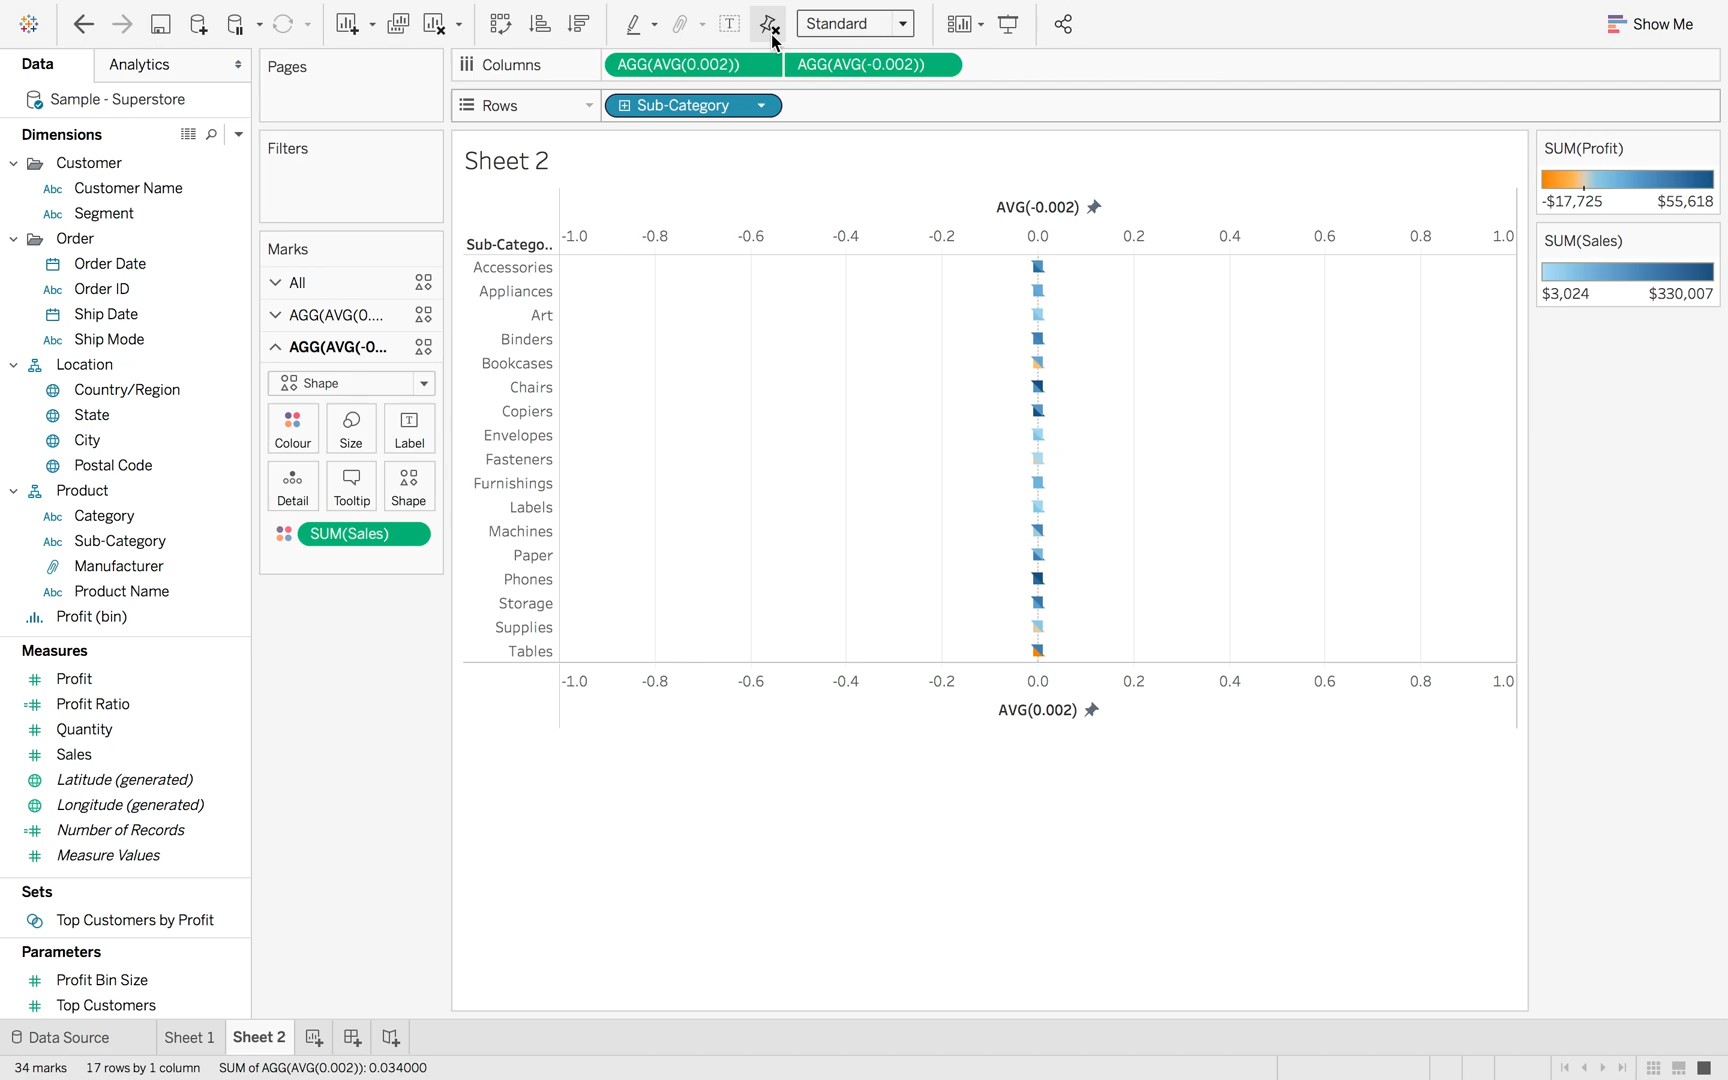 Standard
Show Me
Data
Analytics
Sample - Superstore
Dimensions
Customer
Abc Customer Name
Abc Segment
Order
Order Date
Abc Order ID
Ship Date
Abc Ship Mode
Location
Country/Region
State
City
Postal Code
Product
Abc Category
Abc Sub-Category
Manufacturer
Abc Product Name
Profit (bin)
Measures
Profit
Profit Ratio
Quantity
Sales
Latitude (generated)
Longitude (generated)
Number of Records
Measure Values
Sets
Top Customers by Profit
Parameters
Profit Bin Size
Top Customers
Pages
Filters
Marks
All
AGG(AVG(0....
AGG(AVG(-0...
Shape
Colour Size Label
Detail Tooltip Shape
SUM(Sales)
Columns AGG(AVG(0.002)) AGG(AVG(-0.002))
Rows Sub-Category
Sheet 2
AVG(-0.002)
Sub-Catego.. -1.0 -0.8 -0.6 -0.4 -0.2 0.0 0.2 0.4 0.6 0.8 1.0
Accessories
Appliances
Art
Binders
Bookcases
Chairs
Copiers
Envelopes
Fasteners
Furnishings
Labels
Machines
Paper
Phones
Storage
Supplies
Tables
-1.0 -0.8 -0.6 -0.4 -0.2 0.0 0.2 0.4 0.6 0.8 1.0
AVG(0.002)
SUM(Profit)
-$17,725 $55,618
SUM(Sales)
$3,024 $330,007
Data Source Sheet 1 Sheet 2
34 marks 17 rows by 1 column SUM of AGG(AVG(0.002)): 0.034000